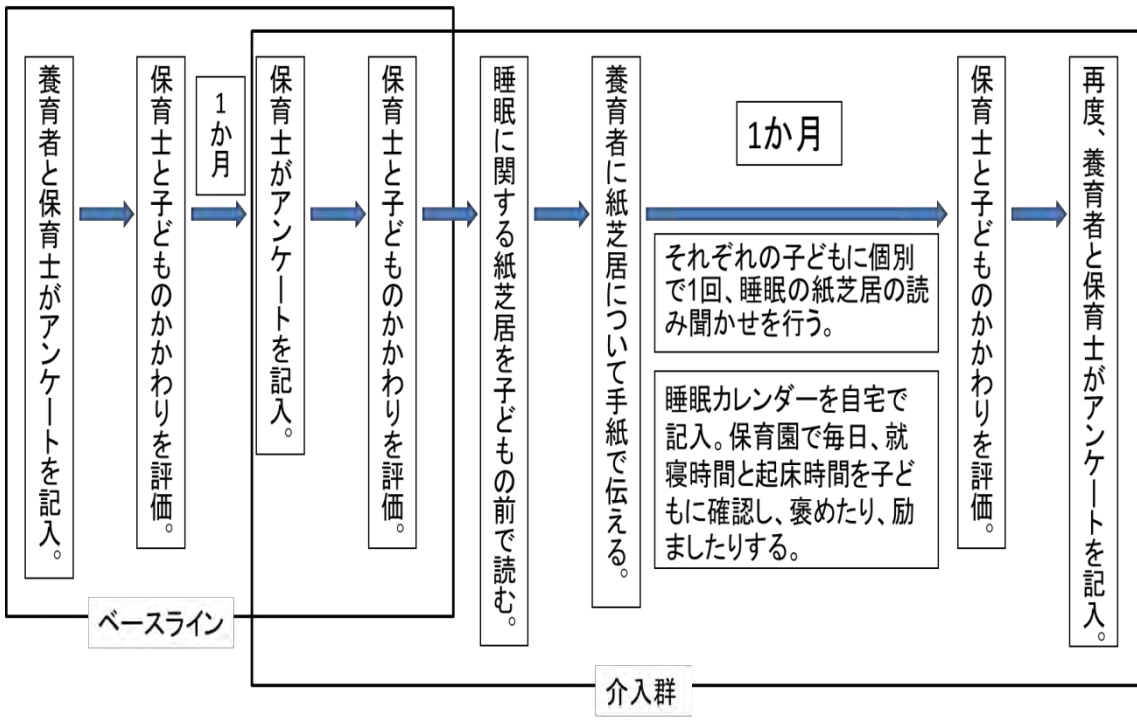 養育者と保育士がアンケートを記入。
保育士と子どものかかわりを評価。
1か月
保育士がアンケートを記入。
保育士と子どものかかわりを評価。
睡眠に関する紙芝居を子どもの前で読む。
養育者に紙芝居について手紙で伝える。
1か月
それぞれの子どもに個別
で1回、睡眠の紙芝居の読
み聞かせを行う。
睡眠カレンダーを自宅で
記入。保育園で毎日、就
寝時間と起床時間を子ど
もに確認し、褒めたり、励
ましたりする。
保育士と子どものかかわりを評価。
再度、養育者と保育士がアンケートを記入。
ベースライン
介入群